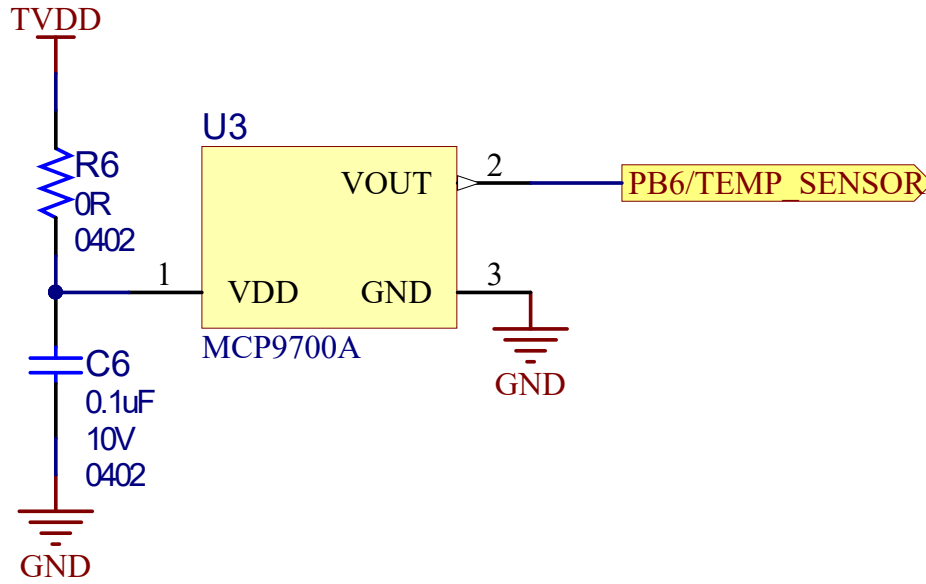 TVDD
R6
0R
0402
U3
VOUT
2
PB6/TEMP_SENSOR
1
VDD
GND
3
MCP9700A
GND
C6
0.1uF
10V
0402
GND